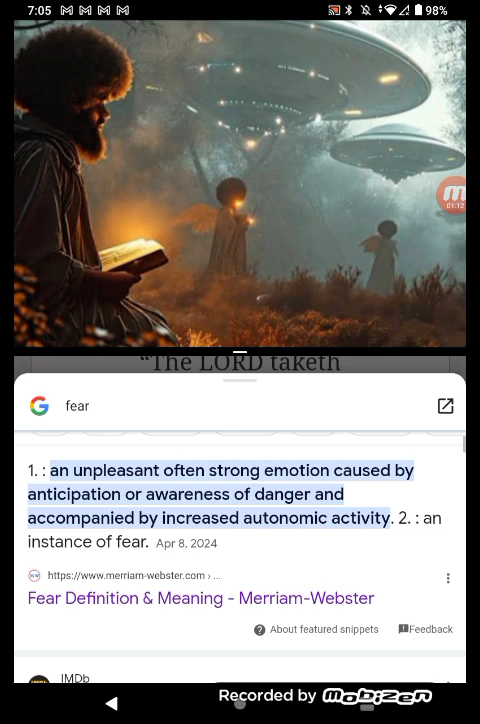 7:05
98%
01:12
“The LORD taketh
fear
1. : an unpleasant often strong emotion caused by
anticipation or awareness of danger and
accompanied by increased autonomic activity. 2. : an
instance of fear. Apr 8, 2024
https://www.merriam-webster.com › ...
Fear Definition & Meaning - Merriam-Webster
About featured snippets
Feedback
IMDb
Recorded by Mobizen